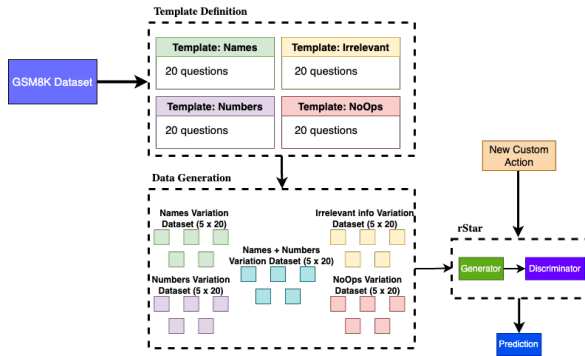 Template Definition
GSM8K Dataset
Template: Names
20 questions
Template: Irrelevant
20 questions
Template: Numbers
20 questions
Template: NoOps
20 questions
Data Generation
Names Variation
Dataset (5 x 20)
Irrelevant info Variation
Dataset (5 x 20)
Names + Numbers
Variation Dataset (5 x 20)
Numbers Variation
Dataset (5 x 20)
NoOps Variation
Dataset (5 x 20)
New Custom
Action
rStar
Generator
Discriminator
Prediction